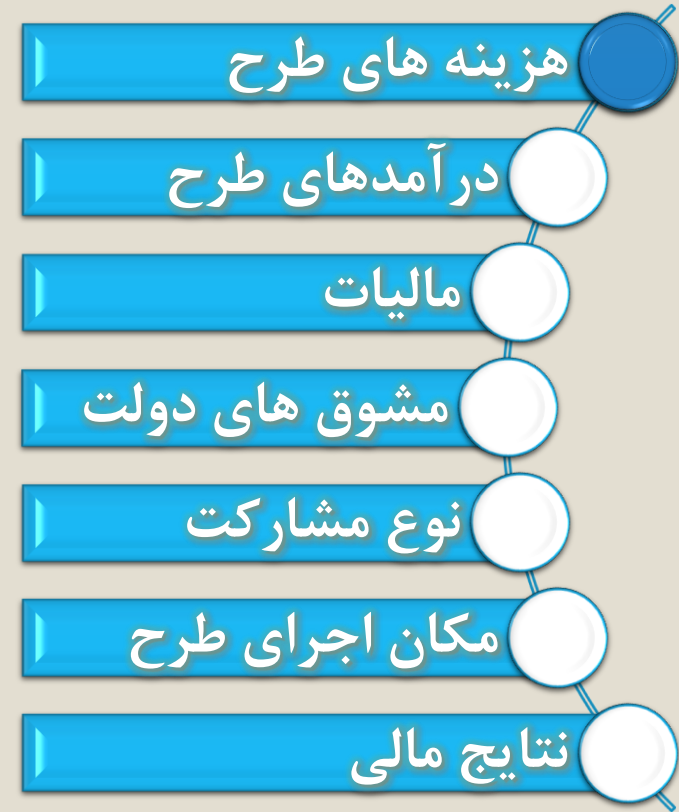 هزینه های طرح
درآمدهای طرح
مالیات
مشوق های دولت
نوع مشارکت
مکان اجرای طرح
نتایج مالی